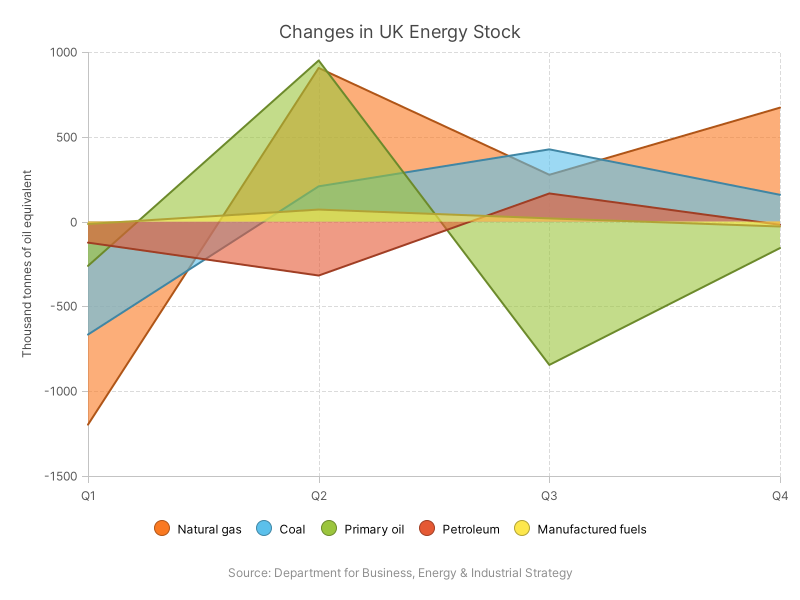 Changes in UK Energy Stock
Thousand tonnes of oil equivalent
1000
500
0
-500
-1000
-1500
Q1 Q2 Q3 Q4
Natural gas Coal Primary oil Petroleum Manufactured fuels
Source: Department for Business, Energy & Industrial Strategy